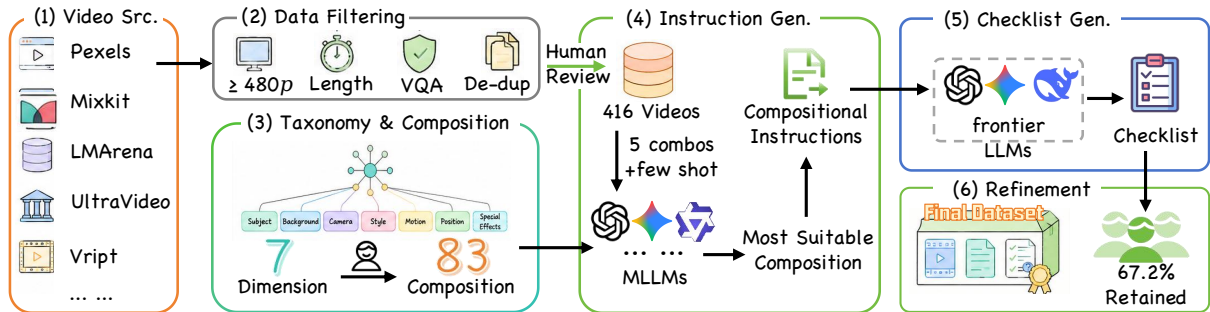 (1) Video Src.
Pexels
Mixkit
LMArena
UltraVideo
Vript
... ...
(2) Data Filtering
≥ 480p
Length
VQA
De-dup
Human
Review
(3) Taxonomy & Composition
Subject
Background
Camera
Style
Motion
Position
Special
Effects
7
Dimension
83
Composition
(4) Instruction Gen.
416 Videos
5 combos
+few shot
... ...
MLLMs
Most Suitable
Composition
Compositional
Instructions
(5) Checklist Gen.
frontier
LLMs
Checklist
(6) Refinement
Final Dataset
67.2%
Retained